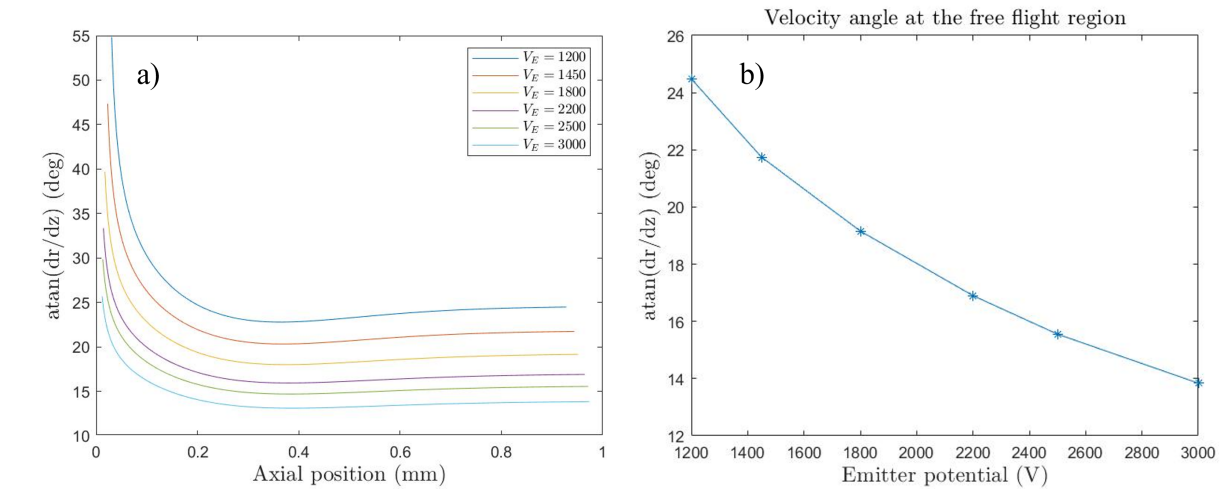 a)
55
50
45
40
35
30
25
20
15
10
0
0.2
0.4
0.6
0.8
1
atan(dr/dz) (deg)
Axial position (mm)
V_E = 1200
V_E = 1450
V_E = 1800
V_E = 2200
V_E = 2500
V_E = 3000
Velocity angle at the free flight region
b)
26
24
22
20
18
16
14
12
1200
1400
1600
1800
2000
2200
2400
2600
2800
3000
atan(dr/dz) (deg)
Emitter potential (V)